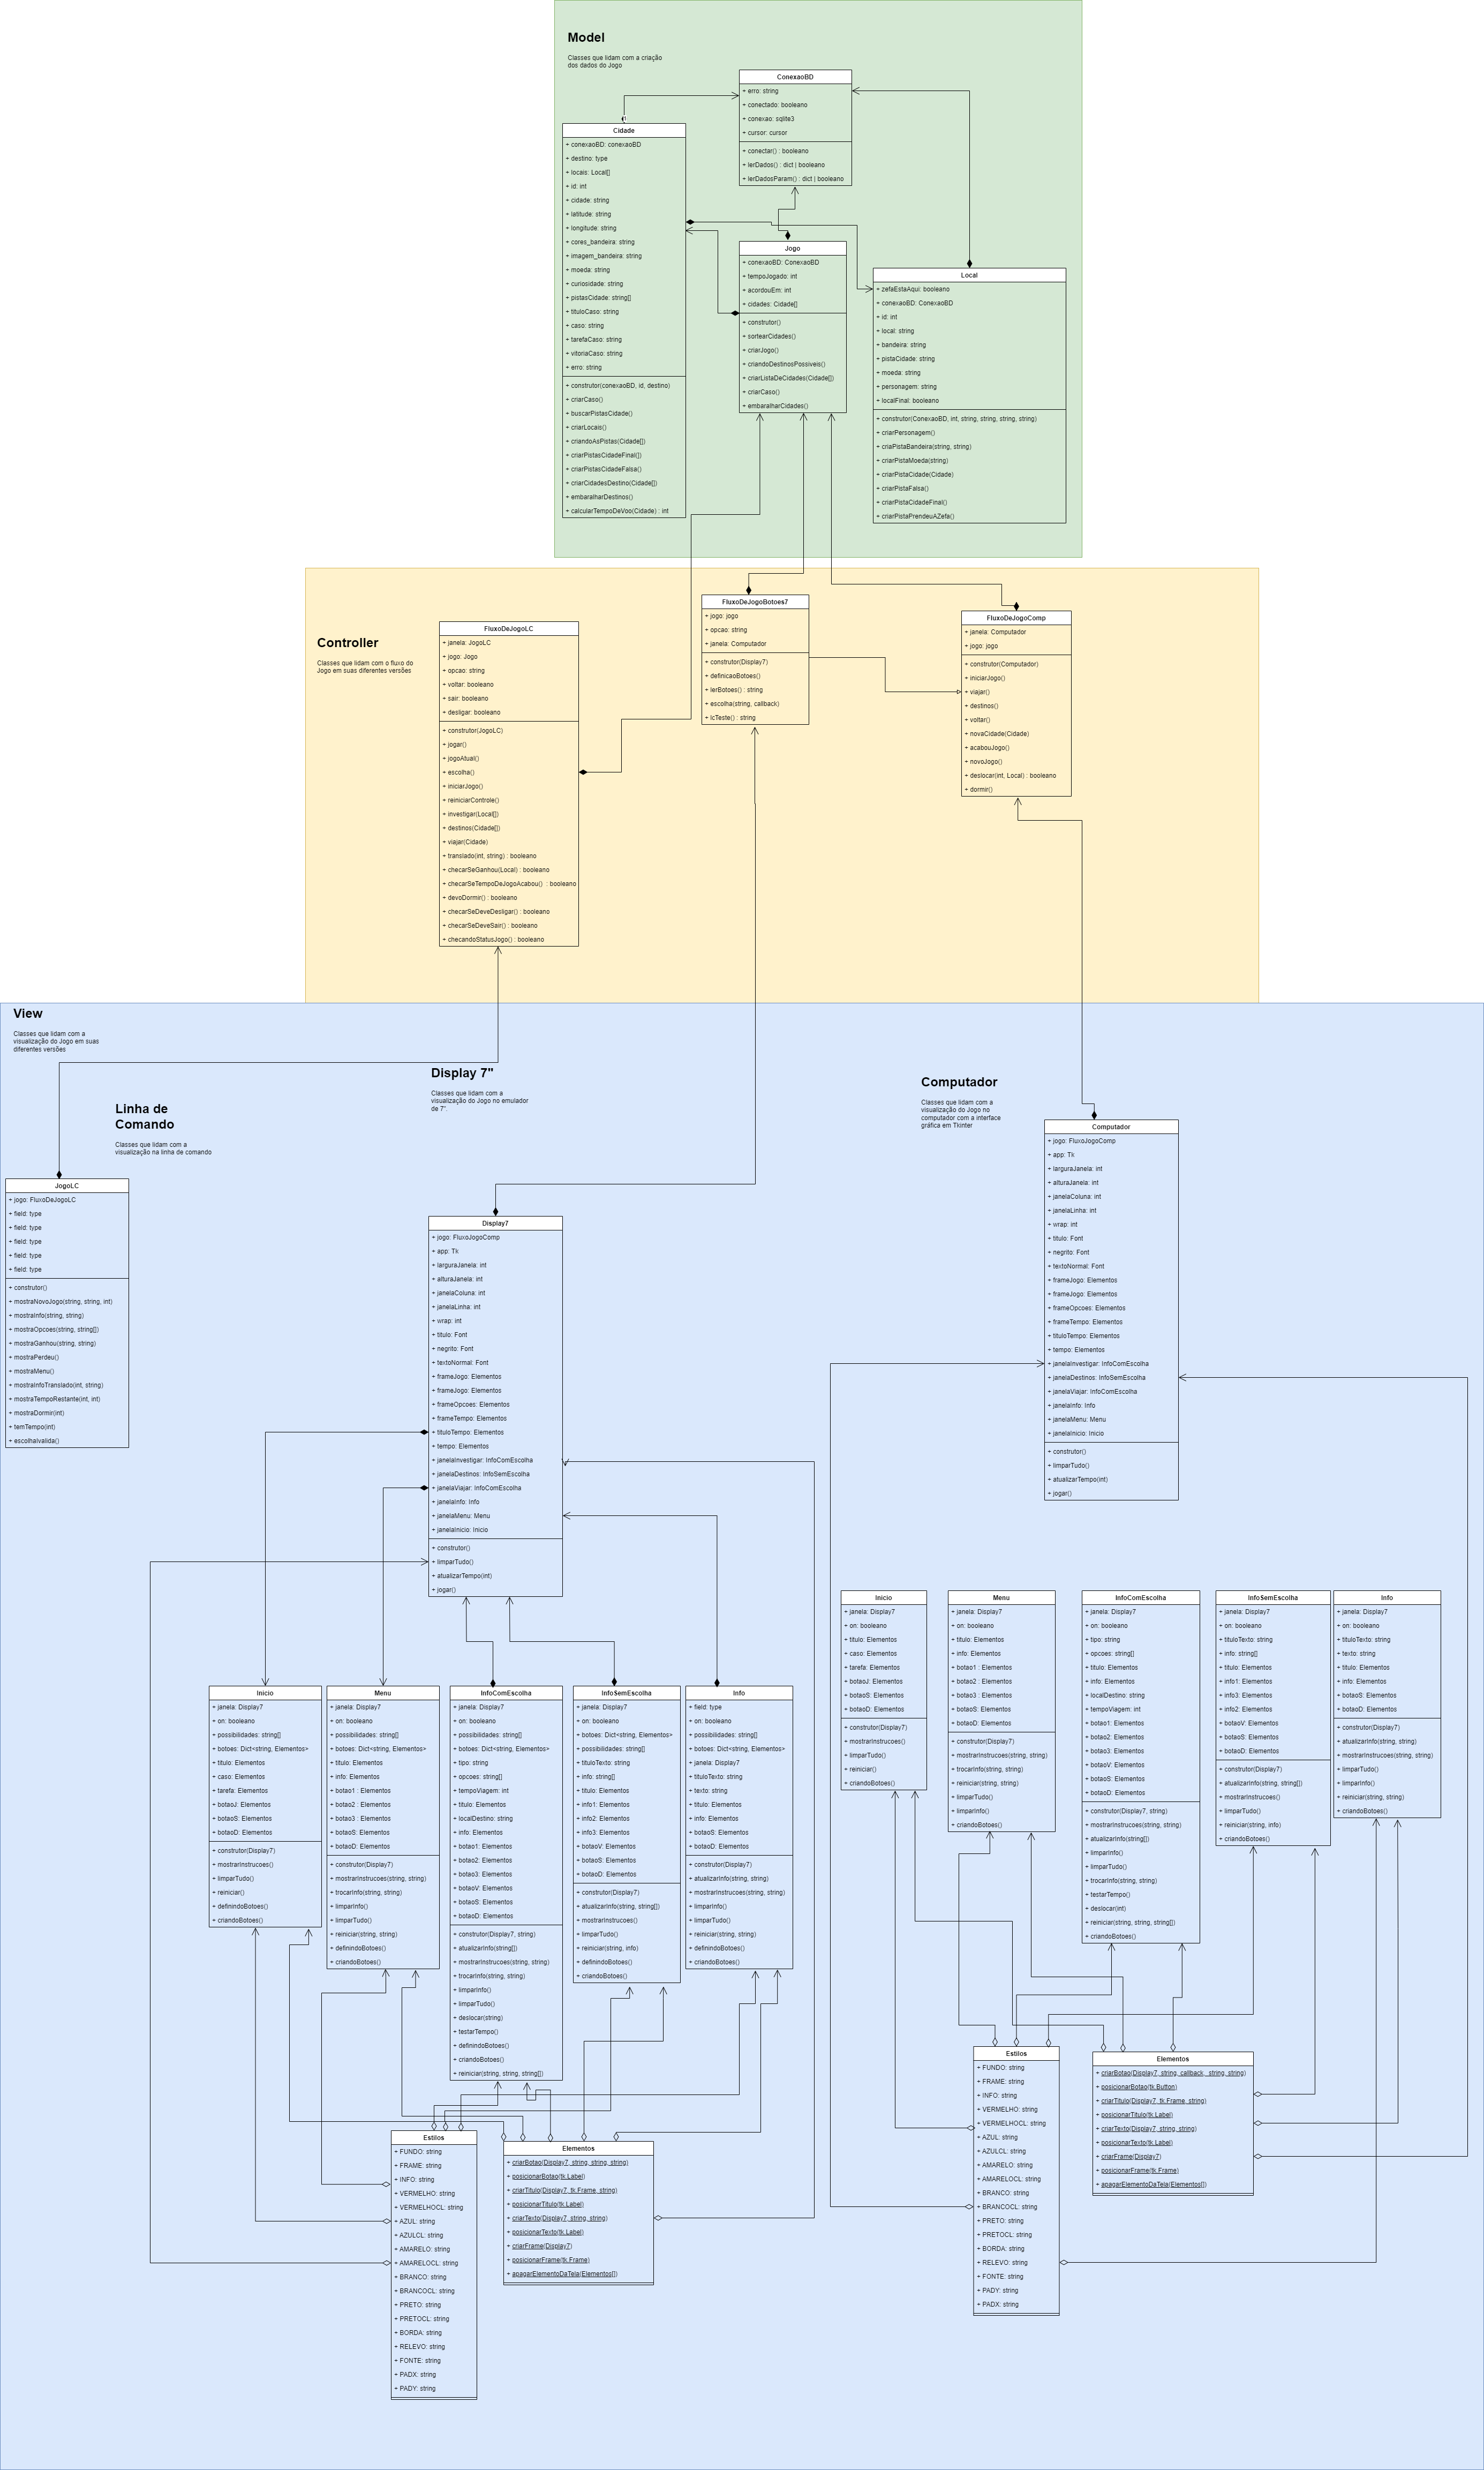 Model
Classes que lidam com a criação
dos dados do Jogo
ConexaoBD
+ erro: string
+ conectado: booleano
+ conexao: sqlite3
+ cursor: cursor
+ conectar() : booleano
+ lerDados() : dict | booleano
+ lerDadosParam() : dict | booleano
Cidade
+ conexaoBD: conexaoBD
+ destino: type
+ locais: Local[]
+ id: int
+ cidade: string
+ latitude: string
+ longitude: string
+ cores_bandeira: string
+ imagem_bandeira: string
+ moeda: string
+ curiosidade: string
+ pistasCidade: string[]
+ tituloCaso: string
+ caso: string
+ tarefaCaso: string
+ vitoriaCaso: string
+ erro: string
+ construtor(conexaoBD, id, destino)
+ criarCaso()
+ buscarPistasCidade()
+ criarLocais()
+ criandoAsPistas(Cidade[])
+ criarPistasCidadeFinal([])
+ criarPistasCidadeFalsa()
+ criarCidadesDestino(Cidade[])
+ embaralharDestinos()
+ calcularTempoDeVoo(Cidade) : int
Jogo
+ conexaoBD: ConexaoBD
+ tempoJogado: int
+ acordouEm: int
+ cidades: Cidade[]
+ construtor()
+ sortearCidades()
+ criarJogo()
+ criandoDestinosPossiveis()
+ criarListaDeCidades(Cidade[])
+ criarCaso()
+ embaralharCidades()
Local
+ zefaEstaAqui: booleano
+ conexaoBD: ConexaoBD
+ id: int
+ local: string
+ bandeira: string
+ pistaCidade: string
+ moeda: string
+ personagem: string
+ localFinal: booleano
+ construtor(ConexaoBD, int, string, string, string, string)
+ criarPersonagem()
+ criaPistaBandeira(string, string)
+ criarPistaMoeda(string)
+ criarPistaCidade(Cidade)
+ criarPistaFalsa()
+ criarPistaCidadeFinal()
+ criarPistaPrendeuAZefa()
Controller
Classes que lidam com o fluxo do
Jogo em suas diferentes versões
FluxoDeJogoLC
+ janela: JogoLC
+ jogo: Jogo
+ opcao: string
+ voltar: booleano
+ sair: booleano
+ desligar: booleano
+ construtor(JogoLC)
+ jogar()
+ jogoAtual()
+ escolha()
+ iniciarJogo()
+ reiniciarControle()
+ investigar(Local[])
+ destinos(Cidade[])
+ viajar(Cidade)
+ translado(int, string) : booleano
+ checarSeGanhou(Local) : booleano
+ checarSeTempoDeJogoAcabou() : booleano
+ devoDormir() : booleano
+ checarSeDeveDesligar() : booleano
+ checarSeDeveSair() : booleano
+ checandoStatusJogo() : booleano
FluxoDeJogoBotoes7
+ jogo: jogo
+ opcao: string
+ janela: Computador
+ construtor(Display7)
+ definicaoBotoes()
+ lerBotoes() : string
+ escolha(string, callback)
+ lcTeste() : string
FluxoDeJogoComp
+ janela: Computador
+ jogo: jogo
+ construtor(Computador)
+ iniciarJogo()
+ viajar()
+ destinos()
+ voltar()
+ novaCidade(Cidade)
+ acabouJogo()
+ novoJogo()
+ deslocar(int, Local) : booleano
+ dormir()
View
Classes que lidam com a
visualização do Jogo em suas
diferentes versões
Linha de
Comando
Classes que lidam com a
visualização na linha de comando
JogoLC
+ jogo: FluxoDeJogoLC
+ field: type
+ field: type
+ field: type
+ field: type
+ field: type
+ construtor()
+ mostraNovoJogo(string, string, int)
+ mostraInfo(string, string)
+ mostraOpcoes(string, string[])
+ mostraGanhou(string, string)
+ mostraPerdeu()
+ mostraMenu()
+ mostraInfoTranslado(int, string)
+ mostraTempoRestante(int, int)
+ mostraDormir(int)
+ temTempo(int)
+ escolhaIvalida()
Display 7"
Classes que lidam com a
visualização do Jogo no emulador
de 7".
Display7
+ jogo: FluxoJogoComp
+ app: Tk
+ larguraJanela: int
+ alturaJanela: int
+ janelaColuna: int
+ janelaLinha: int
+ wrap: int
+ titulo: Font
+ negrito: Font
+ textoNormal: Font
+ frameJogo: Elementos
+ frameJogo: Elementos
+ frameOpcoes: Elementos
+ frameTempo: Elementos
+ tituloTempo: Elementos
+ tempo: Elementos
+ janelaInvestigar: InfoComEscolha
+ janelaDestinos: InfoSemEscolha
+ janelaViajar: InfoComEscolha
+ janelaInfo: Info
+ janelaMenu: Menu
+ janelaInicio: Inicio
+ construtor()
+ limparTudo()
+ atualizarTempo(int)
+ jogar()
Computador
Classes que lidam com a
visualização do Jogo no
computador com a interface
gráfica em Tkinter
Computador
+ jogo: FluxoJogoComp
+ app: Tk
+ larguraJanela: int
+ alturaJanela: int
+ janelaColuna: int
+ janelaLinha: int
+ wrap: int
+ titulo: Font
+ negrito: Font
+ textoNormal: Font
+ frameJogo: Elementos
+ frameJogo: Elementos
+ frameOpcoes: Elementos
+ frameTempo: Elementos
+ tituloTempo: Elementos
+ tempo: Elementos
+ janelaInvestigar: InfoComEscolha
+ janelaDestinos: InfoSemEscolha
+ janelaViajar: InfoComEscolha
+ janelaInfo: Info
+ janelaMenu: Menu
+ janelaInicio: Inicio
+ construtor()
+ limparTudo()
+ atualizarTempo(int)
+ jogar()
Inicio
+ janela: Display7
+ on: booleano
+ possibilidades: string[]
+ botoes: Dict<string, Elementos>
+ titulo: Elementos
+ caso: Elementos
+ tarefa: Elementos
+ botaoJ: Elementos
+ botaoS: Elementos
+ botaoD: Elementos
+ construtor(Display7)
+ mostrarInstrucoes()
+ limparTudo()
+ reiniciar()
+ definindoBotoes()
+ criandoBotoes()
Menu
+ janela: Display7
+ on: booleano
+ possibilidades: string[]
+ botoes: Dict<string, Elementos>
+ titulo: Elementos
+ info: Elementos
+ botao1 : Elementos
+ botao2 : Elementos
+ botao3 : Elementos
+ botaoS: Elementos
+ botaoD: Elementos
+ construtor(Display7)
+ mostrarInstrucoes(string, string)
+ trocarInfo(string, string)
+ limparInfo()
+ limparTudo()
+ reiniciar(string, string)
+ definindoBotoes()
+ criandoBotoes()
InfoComEscolha
+ janela: Display7
+ on: booleano
+ possibilidades: string[]
+ botoes: Dict<string, Elementos>
+ tipo: string
+ opcoes: string[]
+ tempoViagem: int
+ titulo: Elementos
+ localDestino: string
+ info: Elementos
+ botao1: Elementos
+ botao2: Elementos
+ botao3: Elementos
+ botaoV: Elementos
+ botaoS: Elementos
+ botaoD: Elementos
+ construtor(Display7, string)
+ atualizarInfo(string[])
+ mostrarInstrucoes(string, string)
+ trocarInfo(string, string)
+ limparInfo()
+ limparTudo()
+ deslocar(string)
+ testarTempo()
+ definindoBotoes()
+ criandoBotoes()
+ reiniciar(string, string, string[])
InfoSemEscolha
+ janela: Display7
+ on: booleano
+ botoes: Dict<string, Elementos>
+ possibilidades: string[]
+ tituloTexto: string
+ info: string[]
+ titulo: Elementos
+ info1: Elementos
+ info2: Elementos
+ info3: Elementos
+ botaoV: Elementos
+ botaoS: Elementos
+ botaoD: Elementos
+ construtor(Display7)
+ atualizarInfo(string, string[])
+ mostrarInstrucoes()
+ limparTudo()
+ reiniciar(string, info)
+ definindoBotoes()
+ criandoBotoes()
Info
+ field: type
+ on: booleano
+ possibilidades: string[]
+ botoes: Dict<string, Elementos>
+ janela: Display7
+ tituloTexto: string
+ texto: string
+ titulo: Elementos
+ info: Elementos
+ botaoS: Elementos
+ botaoD: Elementos
+ construtor(Display7)
+ atualizarInfo(string, string)
+ mostrarInstrucoes(string, string)
+ limparInfo()
+ limparTudo()
+ reiniciar(string, string)
+ definindoBotoes()
+ criandoBotoes()
Estilos
+ FUNDO: string
+ FRAME: string
+ INFO: string
+ VERMELHO: string
+ VERMELHOCL: string
+ AZUL: string
+ AZULCL: string
+ AMARELO: string
+ AMARELOCL: string
+ BRANCO: string
+ BRANCOCL: string
+ PRETO: string
+ PRETOCL: string
+ BORDA: string
+ RELEVO: string
+ FONTE: string
+ PADX: string
+ PADY: string
Elementos
+ criarBotao(Display7, string, string, string)
+ posicionarBotao(tk.Label)
+ criarTitulo(Display7, tk.Frame, string)
+ posicionarTitulo(tk.Label)
+ criarTexto(Display7, string, string)
+ posicionarTexto(tk.Label)
+ criarFrame(Display7)
+ posicionarFrame(tk.Frame)
+ apagarElementoDaTela(Elementos[])
Inicio
+ janela: Display7
+ on: booleano
+ titulo: Elementos
+ caso: Elementos
+ tarefa: Elementos
+ botaoJ: Elementos
+ botaoS: Elementos
+ botaoD: Elementos
+ construtor(Display7)
+ mostrarInstrucoes()
+ limparTudo()
+ reiniciar()
+ criandoBotoes()
Menu
+ janela: Display7
+ on: booleano
+ titulo: Elementos
+ info: Elementos
+ botao1 : Elementos
+ botao2 : Elementos
+ botao3 : Elementos
+ botaoS: Elementos
+ botaoD: Elementos
+ construtor(Display7)
+ mostrarInstrucoes(string, string)
+ trocarInfo(string, string)
+ reiniciar(string, string)
+ limparTudo()
+ limparInfo()
+ criandoBotoes()
InfoComEscolha
+ janela: Display7
+ on: booleano
+ tipo: string
+ opcoes: string[]
+ titulo: Elementos
+ info: Elementos
+ localDestino: string
+ tempoViagem: int
+ botao1: Elementos
+ botao2: Elementos
+ botao3: Elementos
+ botaoV: Elementos
+ botaoS: Elementos
+ botaoD: Elementos
+ construtor(Display7, string)
+ mostrarInstrucoes(string, string)
+ atualizarInfo(string[])
+ limparInfo()
+ limparTudo()
+ trocarInfo(string, string)
+ testarTempo()
+ deslocar(int)
+ reiniciar(string, string, string[])
+ criandoBotoes()
InfoSemEscolha
+ janela: Display7
+ on: booleano
+ tituloTexto: string
+ info: string[]
+ titulo: Elementos
+ info1: Elementos
+ info3: Elementos
+ info2: Elementos
+ botaoV: Elementos
+ botaoS: Elementos
+ botaoD: Elementos
+ construtor(Display7)
+ atualizarInfo(string, string[])
+ mostrarInstrucoes()
+ limparTudo()
+ reiniciar(string, info)
+ criandoBotoes()
Info
+ janela: Display7
+ on: booleano
+ tituloTexto: string
+ texto: string
+ titulo: Elementos
+ info: Elementos
+ botaoS: Elementos
+ botaoD: Elementos
+ construtor(Display7)
+ atualizarInfo(string, string)
+ mostrarInstrucoes(string, string)
+ limparTudo()
+ limparInfo()
+ reiniciar(string, string)
+ criandoBotoes()
Estilos
+ FUNDO: string
+ FRAME: string
+ INFO: string
+ VERMELHO: string
+ VERMELHOCL: string
+ AZUL: string
+ AZULCL: string
+ AMARELO: string
+ AMARELOCL: string
+ BRANCO: string
+ BRANCOCL: string
+ PRETO: string
+ PRETOCL: string
+ BORDA: string
+ RELEVO: string
+ FONTE: string
+ PADY: string
+ PADX: string
Elementos
+ criarBotao(Display7, string, callback, string, string)
+ posicionarBotao(tk.Button)
+ criarTitulo(Display7, tk.Frame, string)
+ posicionarTitulo(tk.Label)
+ criarTexto(Display7, string, string)
+ posicionarTexto(tk.Label)
+ criarFrame(Display7)
+ posicionarFrame(tk.Frame)
+ apagarElementoDaTela(Elementos[])